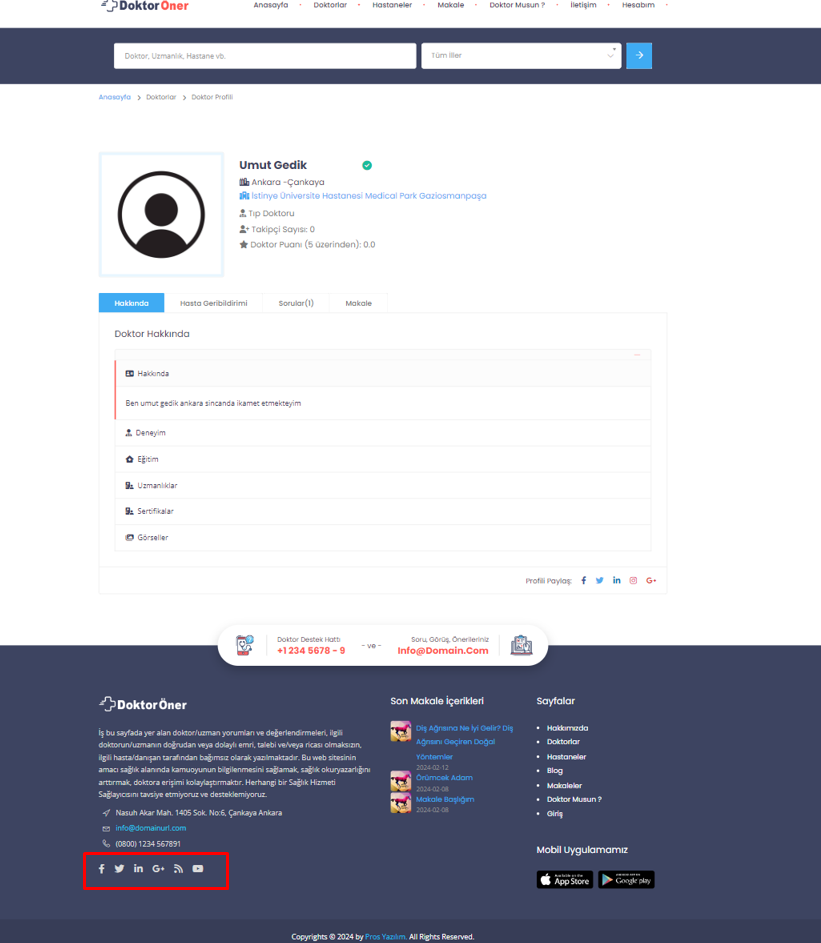 DoktorÖner
Anasayfa Doktorlar Hastaneler Makale Doktor Musun ? İletişim Hesabım
Doktor, Uzmanlık, Hastane vb. Tüm İller
Anasayfa Doktorlar Doktor Profili
Umut Gedik
Ankara -Çankaya
İstinye Üniversite Hastanesi Medical Park Gaziosmanpaşa
Tıp Doktoru
Takipçi Sayısı: 0
Doktor Puanı (5 üzerinden): 0.0
Hakkında Hasta Geribildirimi Sorular(1) Makale
Doktor Hakkında
Hakkında
Ben umut gedik ankara sincanda ikamet etmekteyim
Deneyim
Eğitim
Uzmanlıklar
Sertifikalar
Görseller
Profili Paylaş:
Doktor Destek Hattı
+1 234 5678 - 9
- ve -
Soru, Görüş, Önerileriniz
Info@Domain.Com
DoktorÖner
İş bu sayfada yer alan doktor/uzman yorumları ve değerlendirmeleri, ilgili
doktorun/uzmanın doğrudan veya dolaylı emri, talebi ve/veya ricası olmaksızın,
ilgili hasta/danışan tarafından bağımsız olarak yazılmaktadır. Bu web sitesinin
amacı sağlık alanında kamuoyunun bilgilenmesini sağlamak, sağlık okuryazarlığını
arttırmak, doktora erişimi kolaylaştırmaktır. Herhangi bir Sağlık Hizmeti
Sağlayıcısını tavsiye etmiyoruz ve desteklemiyoruz.
Nasuh Akar Mah. 1405 Sok. No:6, Çankaya Ankara
info@domainurl.com
(0800) 1234 567891
Son Makale İçerikleri
Diş Ağrısına Ne İyi Gelir? Diş
Ağrısını Geçiren Doğal
Yöntemler
2024-02-12
Örümcek Adam
2024-02-08
Makale Başlığım
2024-02-08
Sayfalar
Hakkımızda
Doktorlar
Hastaneler
Blog
Makaleler
Doktor Musun ?
Giriş
Mobil Uygulamamız
Available on the
App Store
Google play
Copyrights © 2024 by Pros Yazılım. All Rights Reserved.